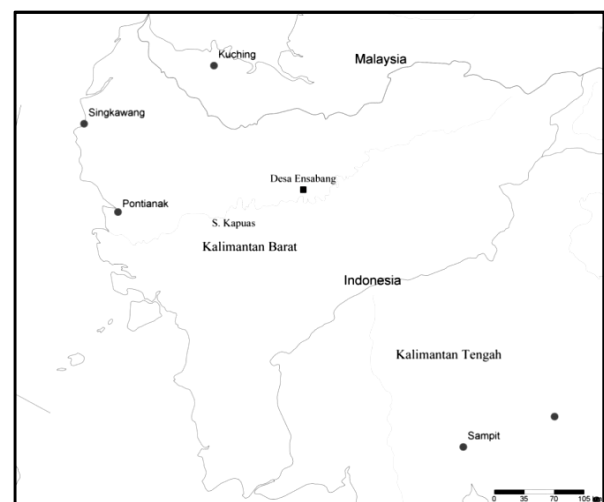 Kuching
Malaysia
Singkawang
Desa Ensabang
Pontianak
S. Kapuas
Kalimantan Barat
Indonesia
Kalimantan Tengah
Sampit
0 35 70 105